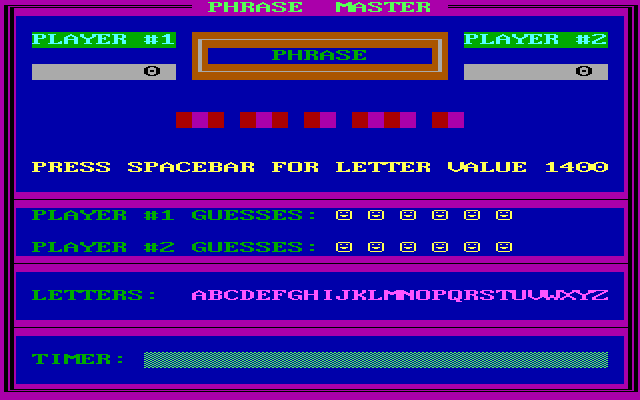 PHRASE MASTER
PLAYER #1
PHRASE
PLAYER #2
0
0
PRESS SPACEBAR FOR LETTER VALUE 1400
PLAYER #1 GUESSES:
PLAYER #2 GUESSES:
LETTERS: ABCDEFGHIJKLMNOPQRSTUVWXYZ
TIMER: